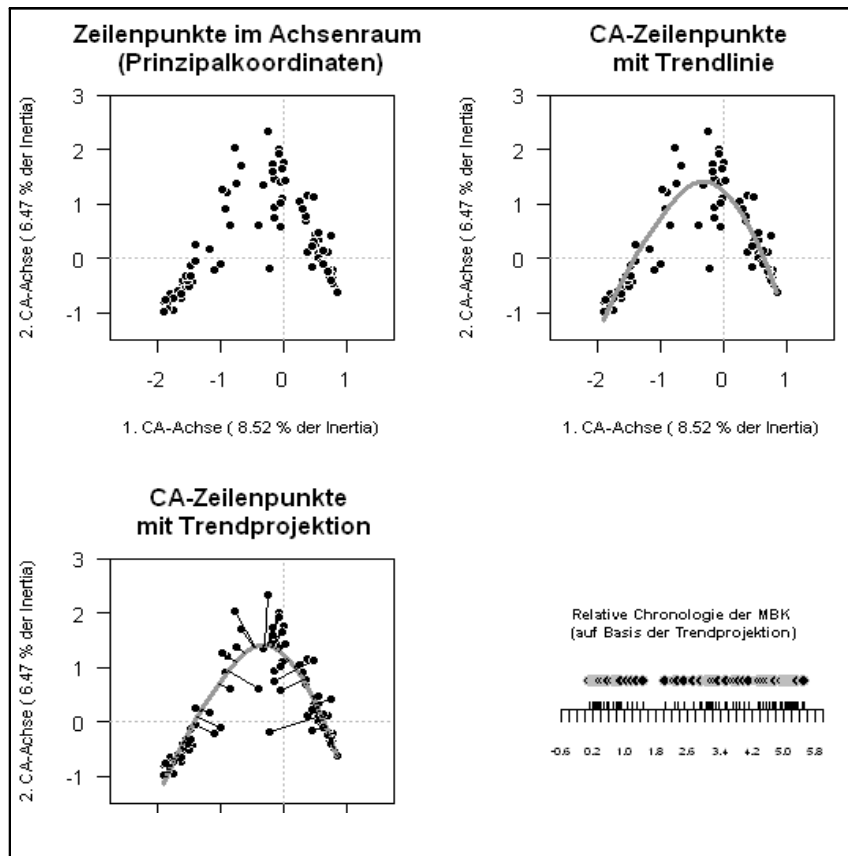 Zeilenpunkte im Achsenraum
(Prinzipalkoordinaten)
3
2
1
0
-1
2. CA-Achse ( 6.47 % der Inertia)
-2
-1
0
1
1. CA-Achse ( 8.52 % der Inertia)
CA-Zeilenpunkte
mit Trendlinie
3
2
1
0
-1
2. CA-Achse ( 6.47 % der Inertia)
-2
-1
0
1
1. CA-Achse ( 8.52 % der Inertia)
CA-Zeilenpunkte
mit Trendprojektion
3
2
1
0
-1
2. CA-Achse ( 6.47 % der Inertia)
Relative Chronologie der MBK
(auf Basis der Trendprojektion)
-0.6 0.2 1.0 1.8 2.6 3.4 4.2 5.0 5.8